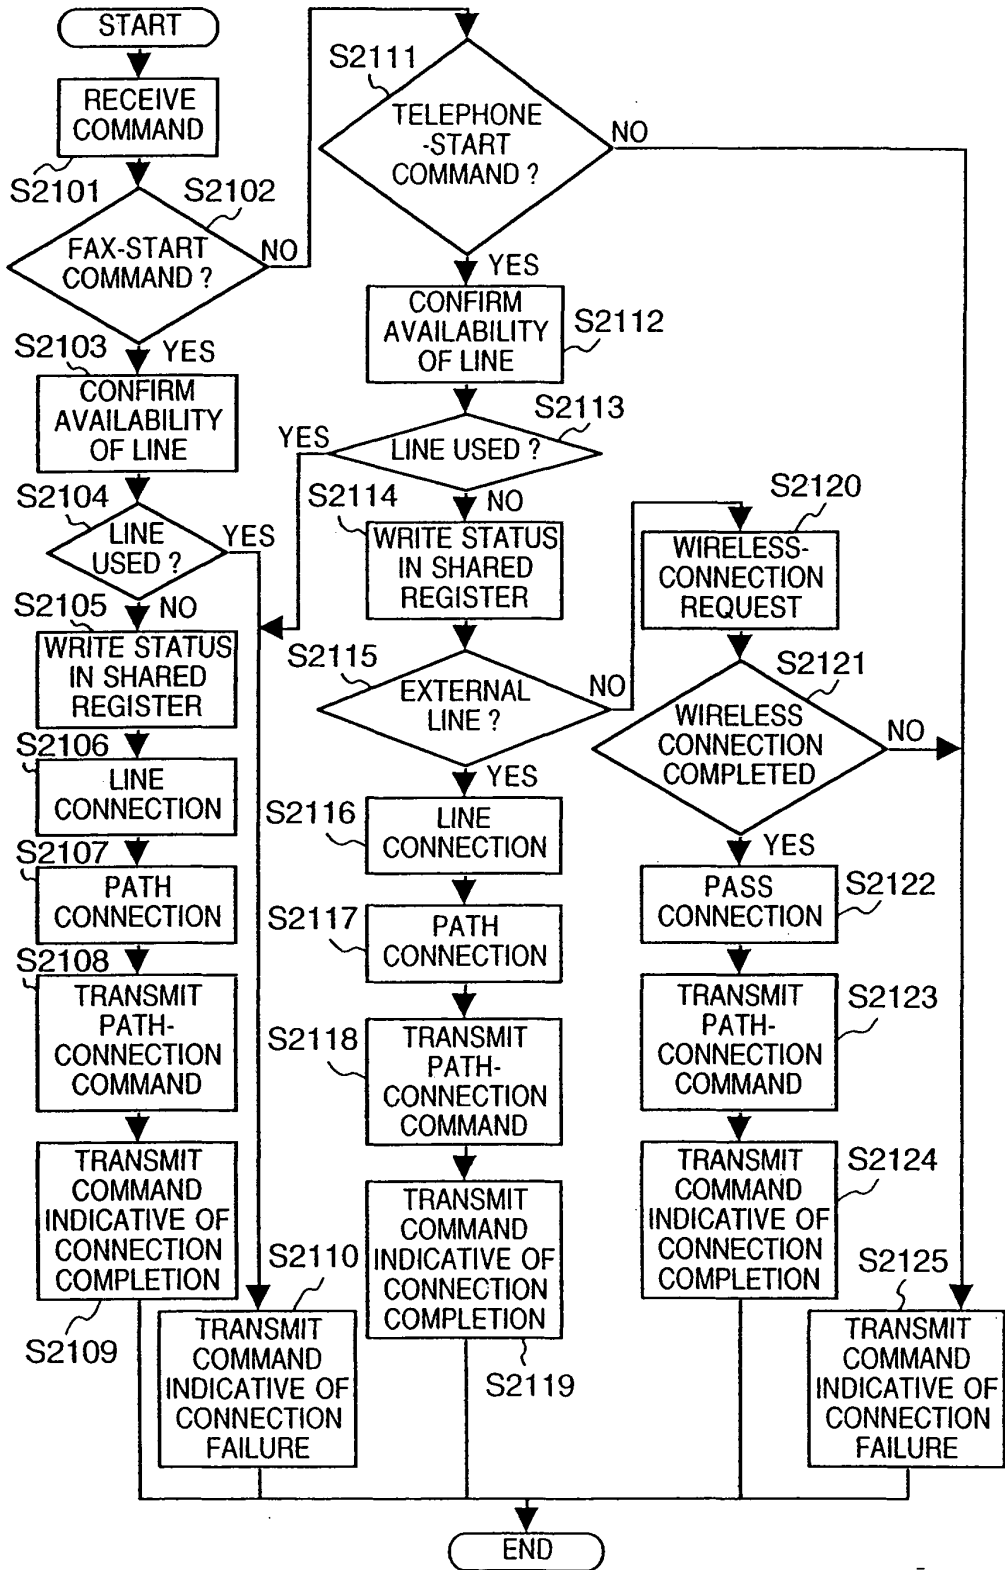 START
RECEIVE
COMMAND
S2101
S2102
FAX-START
COMMAND ?
NO
YES
S2103
CONFIRM
AVAILABILITY
OF LINE
S2104
LINE
USED ?
YES
NO
S2105
WRITE STATUS
IN SHARED
REGISTER
S2106
LINE
CONNECTION
S2107
PATH
CONNECTION
S2108
TRANSMIT
PATH-
CONNECTION
COMMAND
TRANSMIT
COMMAND
INDICATIVE OF
CONNECTION
COMPLETION
S2109
S2110
TRANSMIT
COMMAND
INDICATIVE OF
CONNECTION
FAILURE
S2111
TELEPHONE
-START
COMMAND ?
NO
YES
CONFIRM
AVAILABILITY
OF LINE
S2112
S2113
YES
LINE USED ?
S2114
NO
WRITE STATUS
IN SHARED
REGISTER
S2115
EXTERNAL
LINE ?
NO
YES
S2116
LINE
CONNECTION
S2117
PATH
CONNECTION
S2118
TRANSMIT
PATH-
CONNECTION
COMMAND
TRANSMIT
COMMAND
INDICATIVE OF
CONNECTION
COMPLETION
S2119
S2120
WIRELESS-
CONNECTION
REQUEST
S2121
WIRELESS
CONNECTION
COMPLETED
NO
YES
PASS
CONNECTION
S2122
TRANSMIT
PATH-
CONNECTION
COMMAND
S2123
TRANSMIT
COMMAND
INDICATIVE OF
CONNECTION
COMPLETION
S2124
S2125
TRANSMIT
COMMAND
INDICATIVE OF
CONNECTION
FAILURE
END